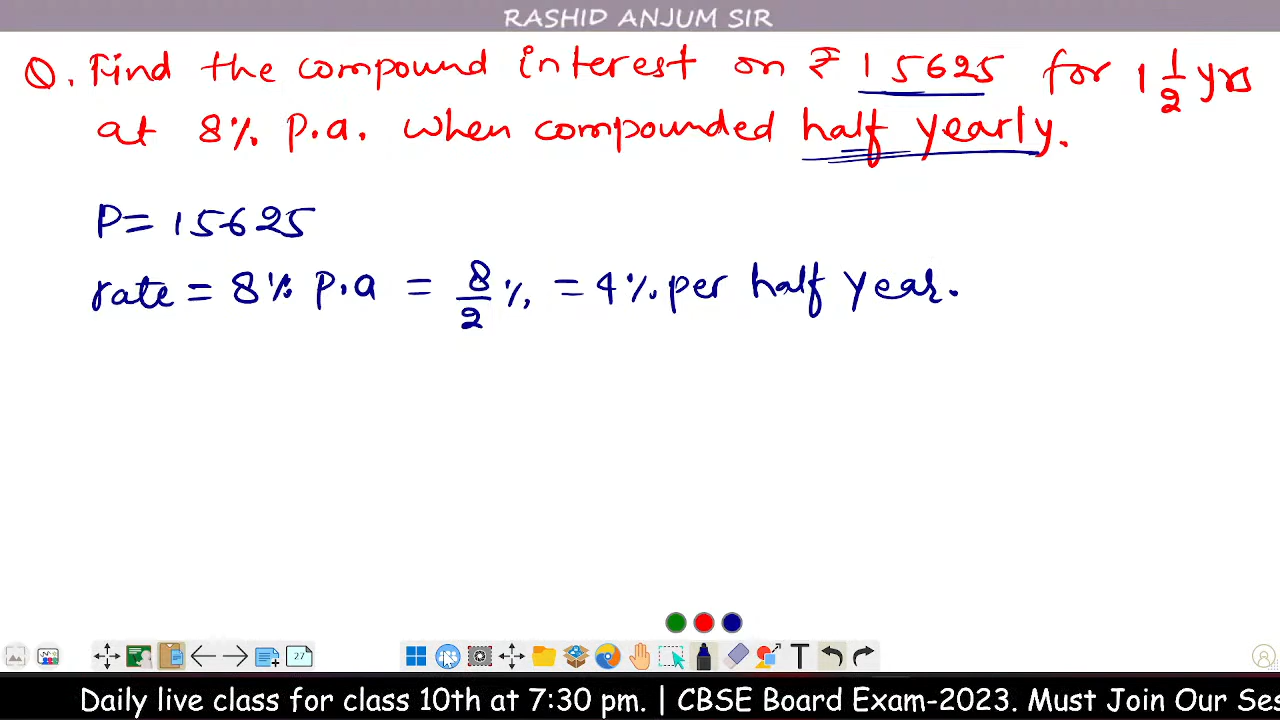 RASHID ANJUM SIR
Q. Find the compound interest on ₹ 15625 for 1 1/2 yrs
at 8% p.a. when compounded half yearly.
P = 15625
rate = 8% p.a = 8/2 % = 4% per half year.
27
Daily live class for class 10th at 7:30 pm. | CBSE Board Exam-2023. Must Join Our Ses